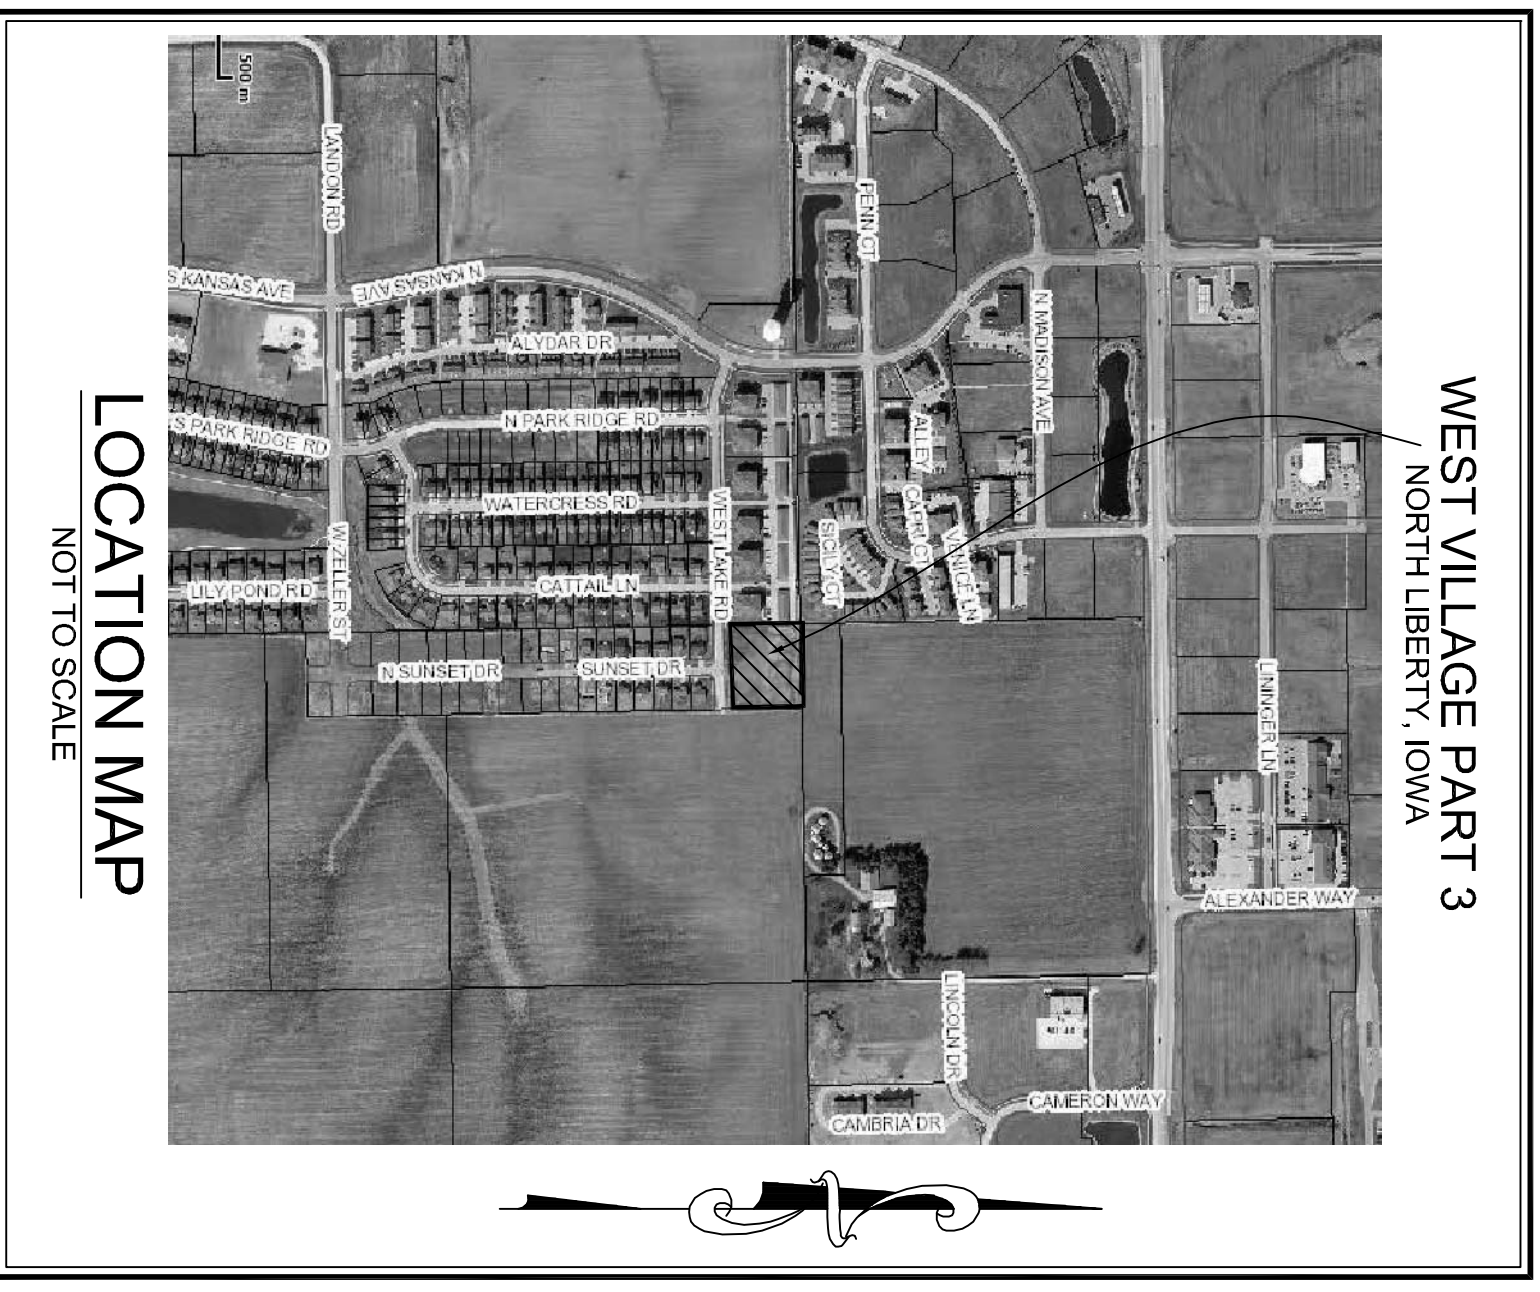 WEST VILLAGE PART 3
NORTH LIBERTY, IOWA
500 m
LANDON RD
S KANSAS AVE
N KANSAS AVE
PENN CT
ALYDAR DR
N MADISON AVE
N PARK RIDGE RD
S PARK RIDGE RD
ALLEY
WATERCRESS RD
WEST LAKE RD
CAPRI CT
VENICE LN
SICILY CT
CATTAIL LN
W ZELLER ST
LILY POND RD
N SUNSET DR
SUNSET DR
LININGER LN
ALEXANDER WAY
LINCOLN DR
CAMERON WAY
CAMBRIA DR
LOCATION MAP
NOT TO SCALE